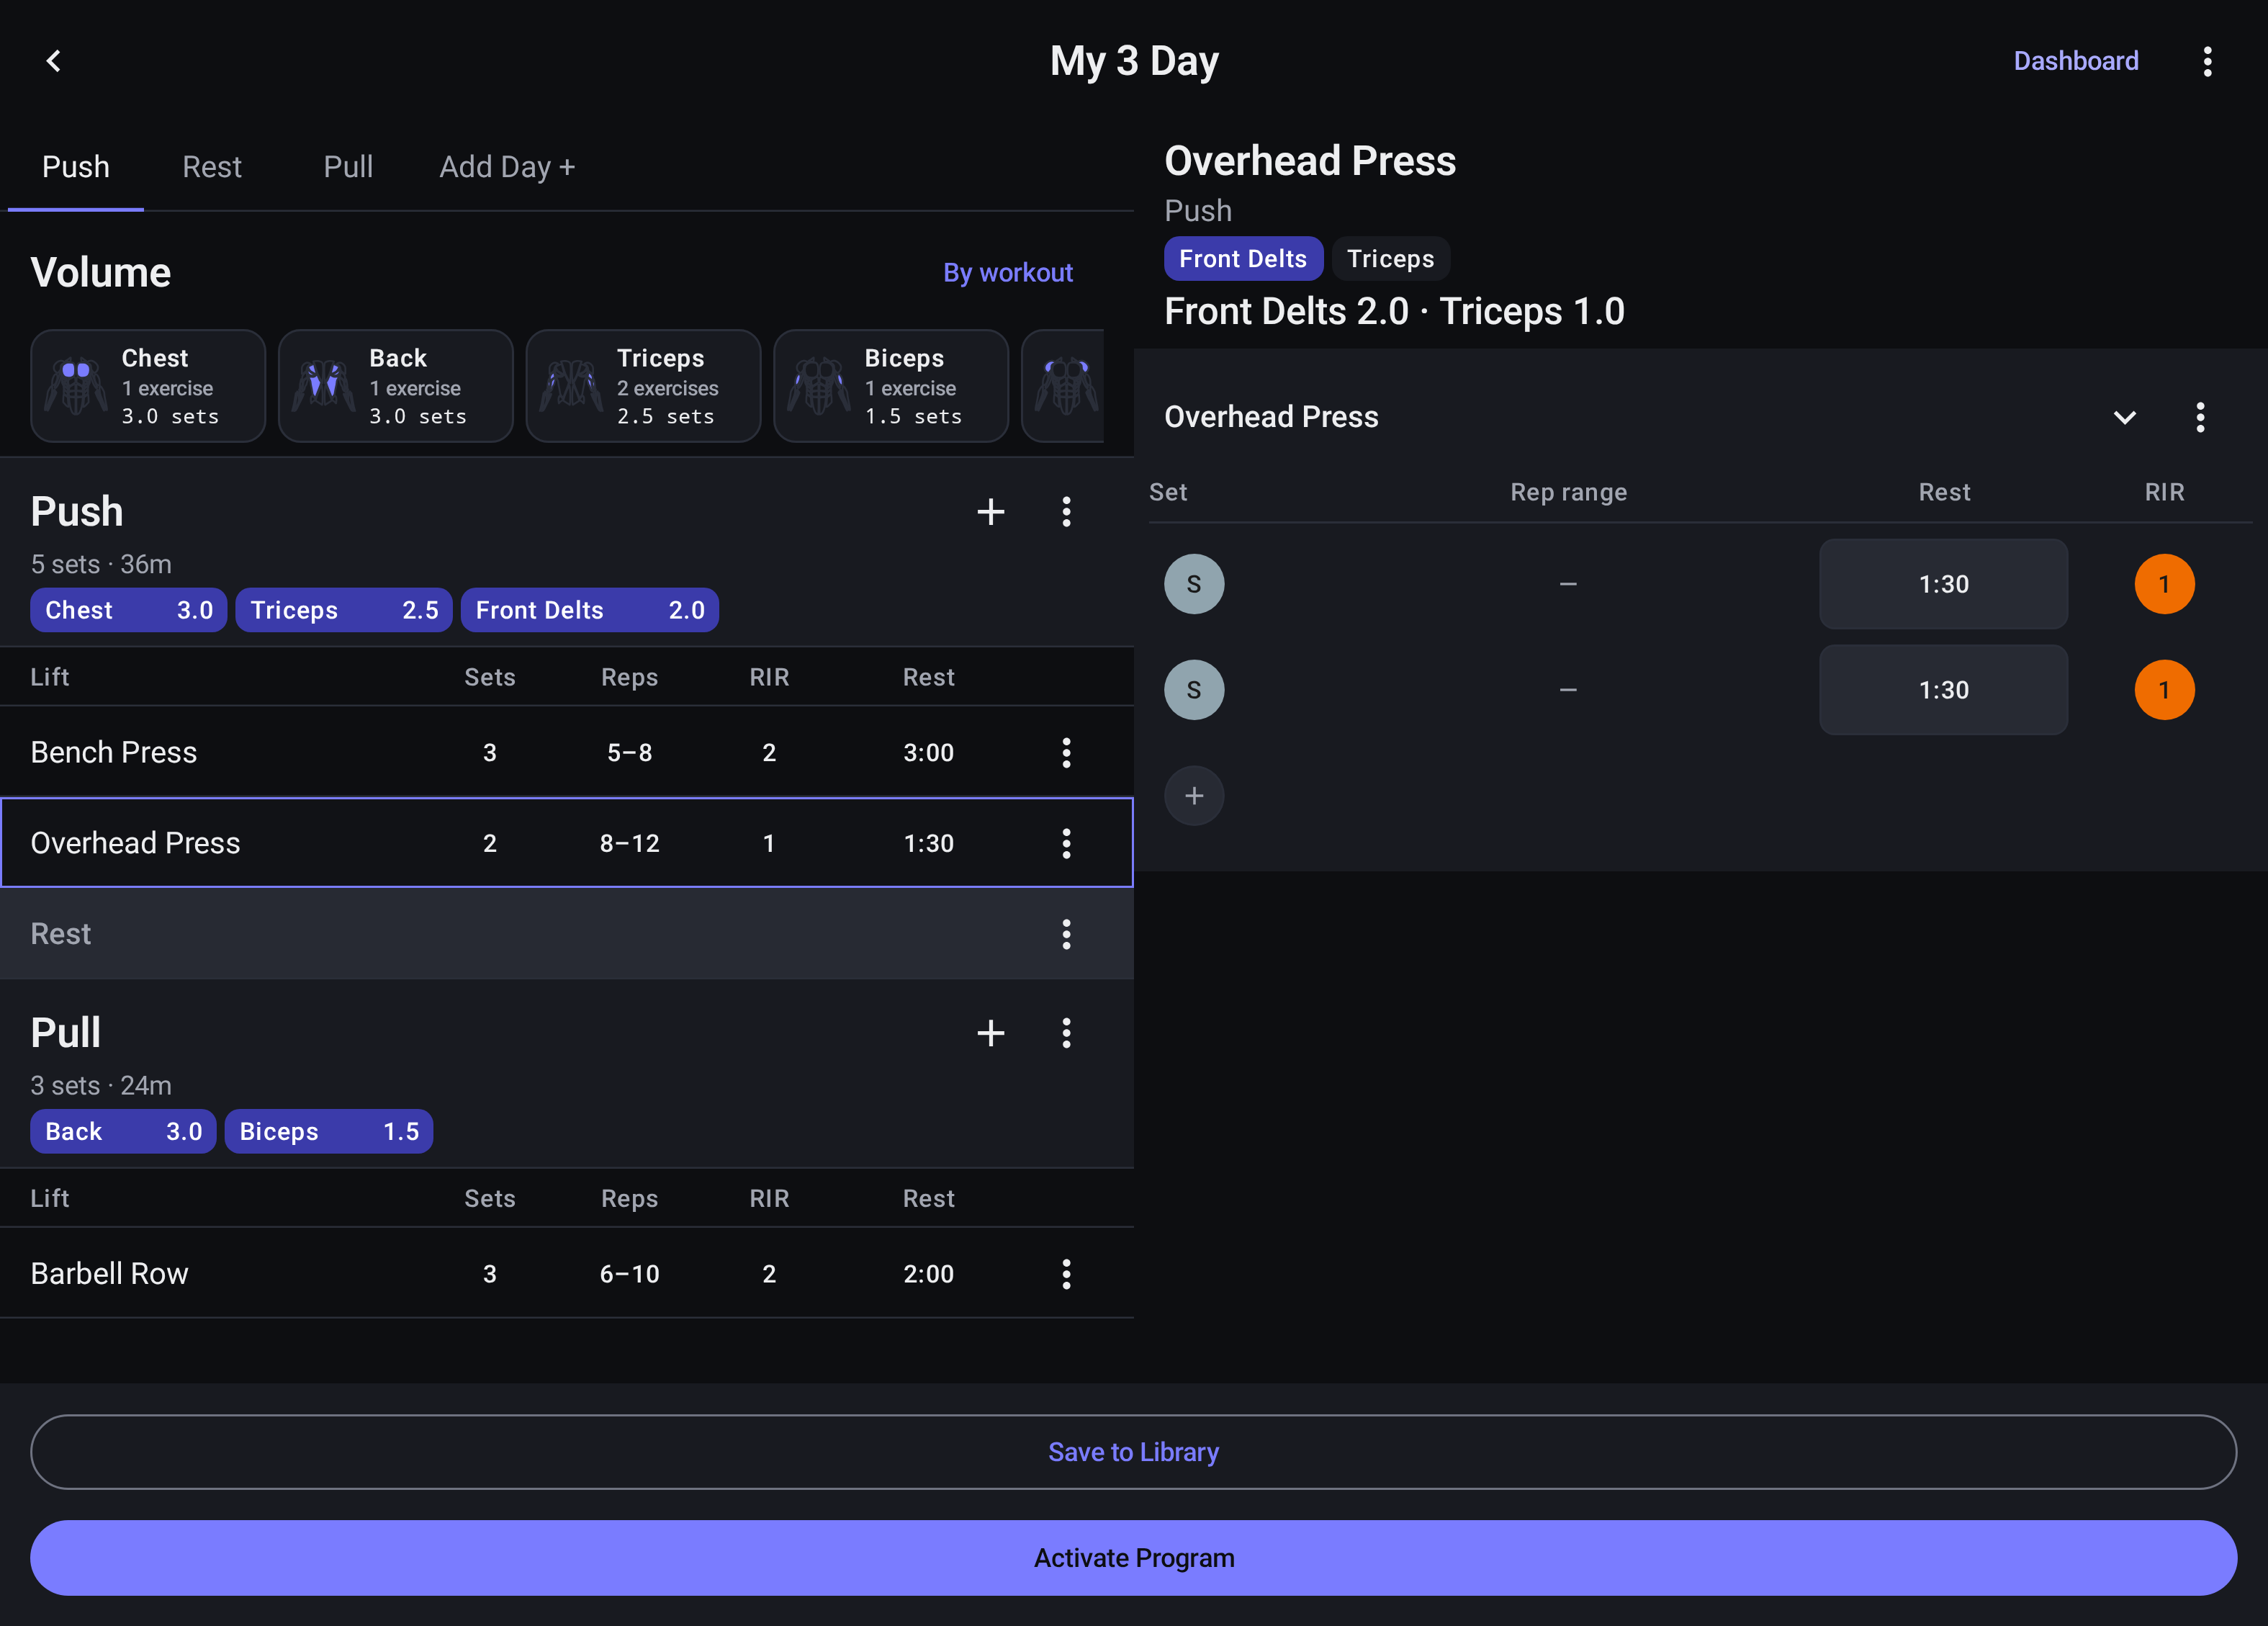 My 3 Day
Dashboard
Push
Rest
Pull
Add Day +
Volume
By workout
Chest
1 exercise
3.0 sets
Back
1 exercise
3.0 sets
Triceps
2 exercises
2.5 sets
Biceps
1 exercise
1.5 sets
Push
5 sets · 36m
Chest 3.0
Triceps 2.5
Front Delts 2.0
Lift Sets Reps RIR Rest
Bench Press 3 5–8 2 3:00
Overhead Press 2 8–12 1 1:30
Rest
Pull
3 sets · 24m
Back 3.0
Biceps 1.5
Lift Sets Reps RIR Rest
Barbell Row 3 6–10 2 2:00
Overhead Press
Push
Front Delts
Triceps
Front Delts 2.0 · Triceps 1.0
Overhead Press
Set Rep range Rest RIR
S – 1:30 1
S – 1:30 1
+
Save to Library
Activate Program